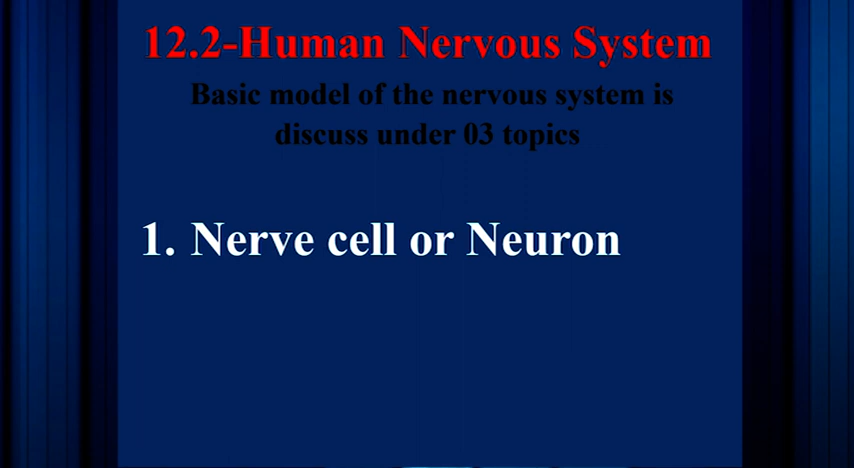 12.2-Human Nervous System
Basic model of the nervous system is
discuss under 03 topics
1. Nerve cell or Neuron